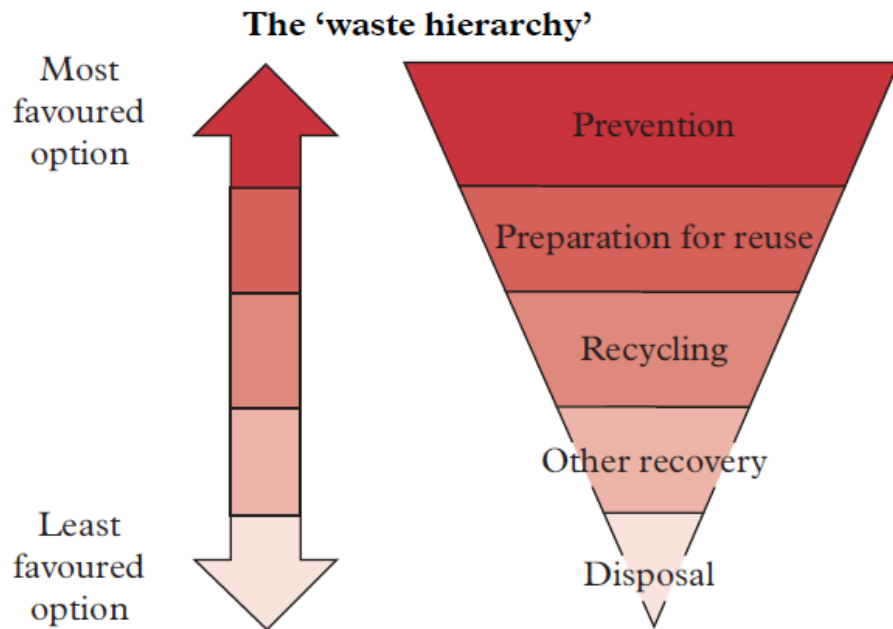 The ‘waste hierarchy’
Most
favoured
option
Prevention
Preparation for reuse
Recycling
Other recovery
Least
favoured
option
Disposal